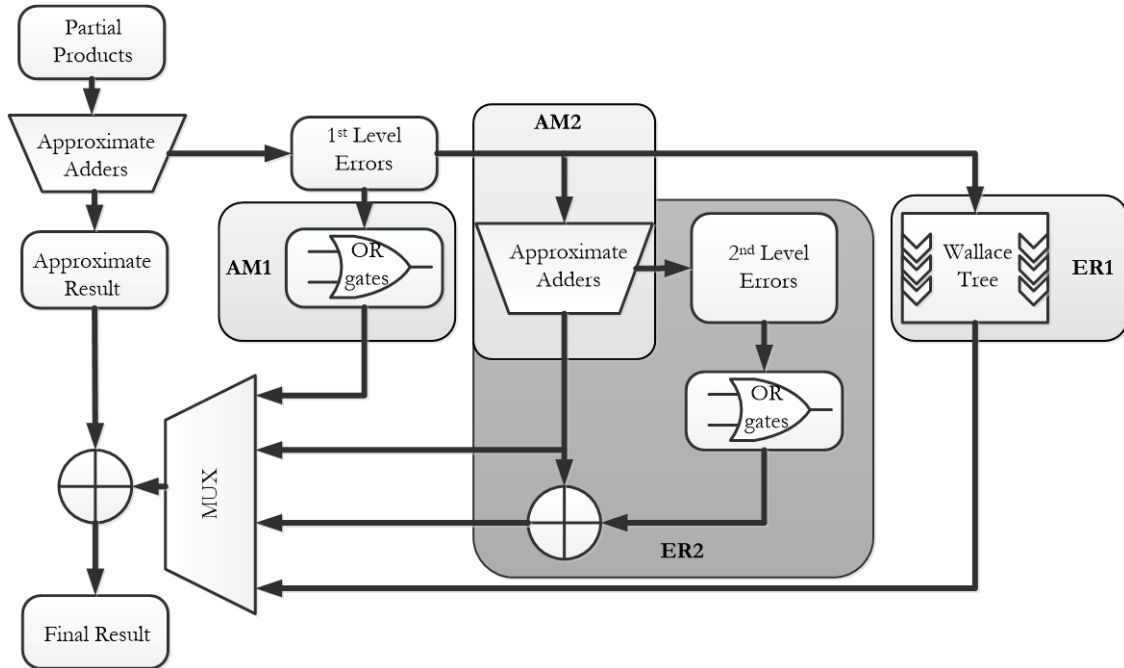 Partial
Products
Approximate
Adders
1st Level
Errors
AM2
Approximate
Result
AM1
OR
gates
Approximate
Adders
2nd Level
Errors
Wallace
Tree
ER1
OR
gates
MUX
ER2
Final Result